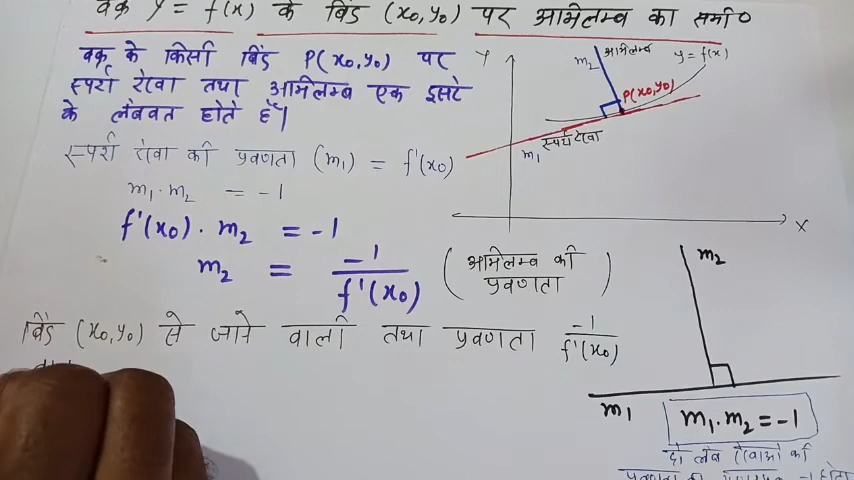 वक्र y = f(x) के बिंदु (x₀, y₀) पर अभिलम्ब का समी०
वक्र के किसी बिंदु P(x₀, y₀) पर
स्पर्श रेखा तथा अभिलम्ब एक दूसरे
के लंबवत होते हैं।
स्पर्श रेखा की प्रवणता (m₁) = f'(x₀)
m₁ · m₂ = -1
f'(x₀) · m₂ = -1
m₂ = -1 / f'(x₀) (अभिलम्ब की प्रवणता)
बिंदु (x₀, y₀) से जाने वाली तथा प्रवणता -1 / f'(x₀)
Y
m₂
अभिलम्ब
y = f(x)
P(x₀, y₀)
स्पर्श रेखा
m₁
X
m₂
m₁
m₁ · m₂ = -1
दो लंब रेखाओं की
-1 होता